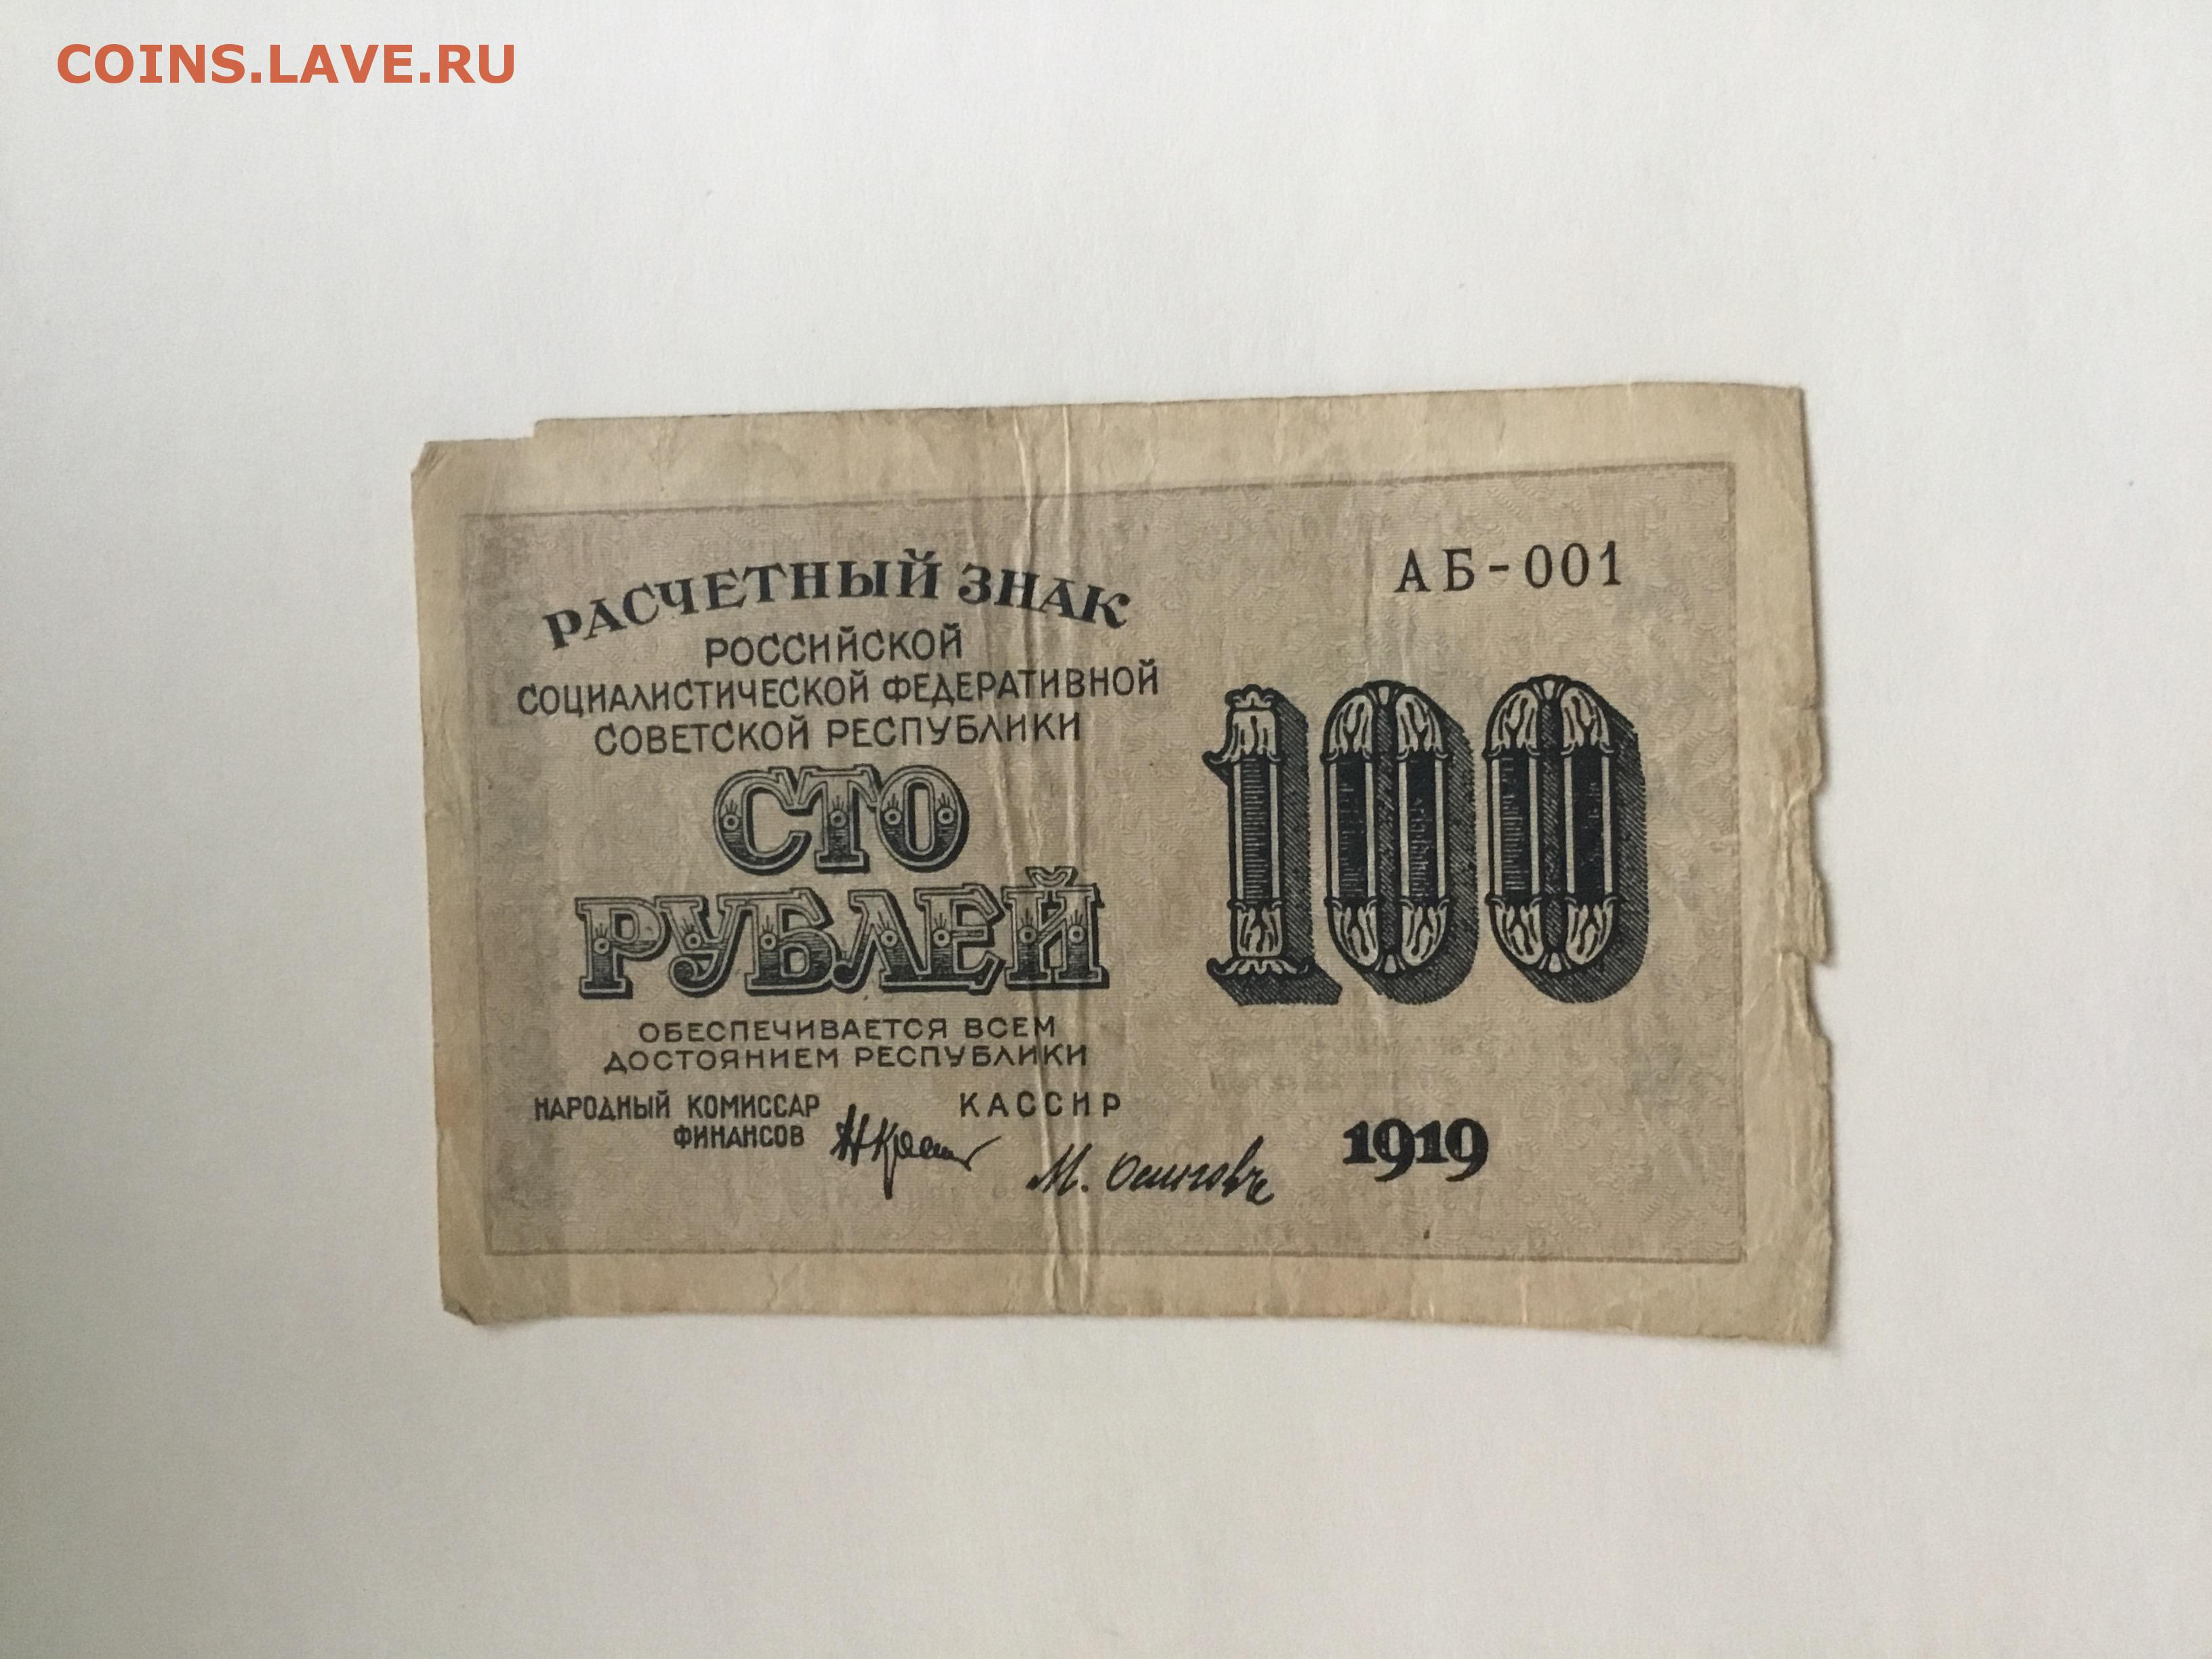 COINS.LAVE.RU
АБ-001
РАСЧЕТНЫЙ ЗНАК
РОССИЙСКОЙ
СОЦИАЛИСТИЧЕСКОЙ ФЕДЕРАТИВНОЙ
СОВЕТСКОЙ РЕСПУБЛИКИ
СТО
РУБЛЕЙ
100
ОБЕСПЕЧИВАЕТСЯ ВСЕМ
ДОСТОЯНИЕМ РЕСПУБЛИКИ
НАРОДНЫЙ КОМИССАР
ФИНАНСОВ
КАССИР
М. Осипов
1919